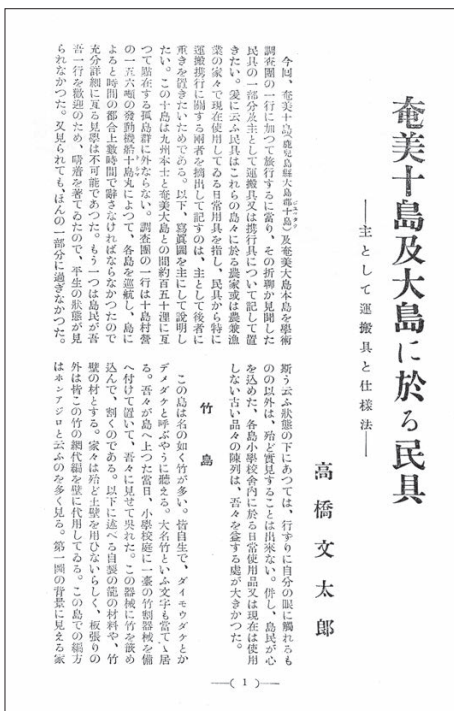 奄美十島及大島に於る民具
――主として運搬具と仕様法――
高橋文太郎
今囘、奄美十島(鹿兒島縣大島郡十島)及奄美大島本島を學術
調査團の一行に加つて旅行するに當り、その折聊か見聞した
民具の一部分及主として運搬具又は携行具について記して置
きたい。爰に云ふ民具はこれらの島々に於る農家或は農兼漁
業の家々で現在使用してゐる日常用具を指し、民具から特に
運搬携行に關する兩者を摘出して記すのは、主として後者に
重きを置きたいためである。以下、寫眞圖を主にして說明し
たい。この十島は九州本土と奄美大島との間約百五十浬に亙
つて點在する孤島群に外ならない。調査團の一行は十島村營
の一五六噸の發動機船十島丸によつて、各島を巡航し、島に
よると時間の都合上數時間で辭さなければならなかつたので
充分詳細に亙る見學は不可能であつた。もう一つは島民が吾
吾一行を歡迎のため、晴着を著てゐたので、平生の狀態が見
られなかつた。又見られても、ほんの一部分に過ぎなかつた。
斯う云ふ狀態の下にあつては、行ずりに自分の眼に觸れるも
のの以外は、殆ど實見することは出來ない。併し、島民が心
を込めた、各島小學校舍內に於る日常使用品又は現在は使用
しない古い品々の陳列は、吾々を益する處が大きかつた。
竹島
この島は名の如く竹が多い。皆自生で、ダイモウダケとか
デメダケと呼ぶやうに聽える。大名竹といふ文字も當てゝ居
る。吾々が島へ上つた當日、小學校庭に一臺の竹割器械を備
へ付けて置いて、吾々に見せて吳れた。この器械に竹を嵌め
込んで、割くのである。以下に述べる自製の籠の材料や、竹
壁の材とする。家々は殆ど土壁を用ひないらしく、板張りの
外は皆この竹の網代編を壁に代用してゐる。この島での編方
はホンアジロと云ふのを多く見る。第一圖の背景に見える家
―( 1 )―